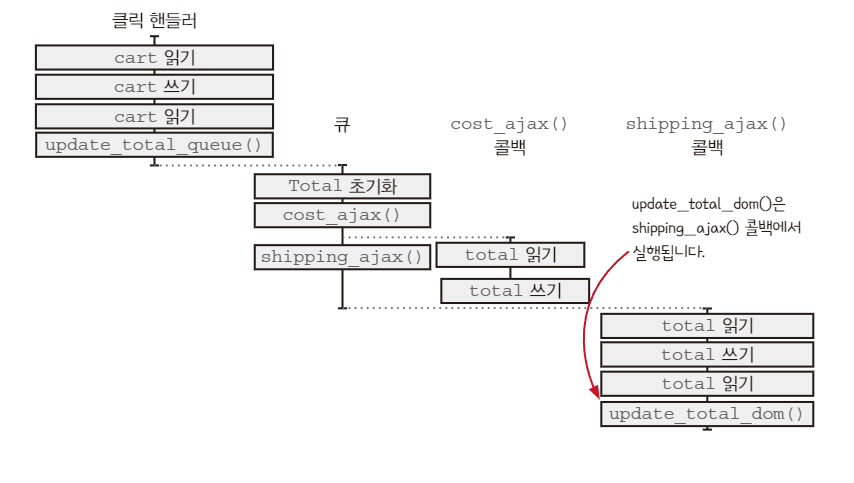 클릭 핸들러
cart 읽기
cart 쓰기
cart 읽기
update_total_queue()
큐
Total 초기화
cost_ajax()
shipping_ajax()
cost_ajax()
콜백
total 읽기
total 쓰기
shipping_ajax()
콜백
update_total_dom()은
shipping_ajax() 콜백에서
실행됩니다.
total 읽기
total 쓰기
total 읽기
update_total_dom()